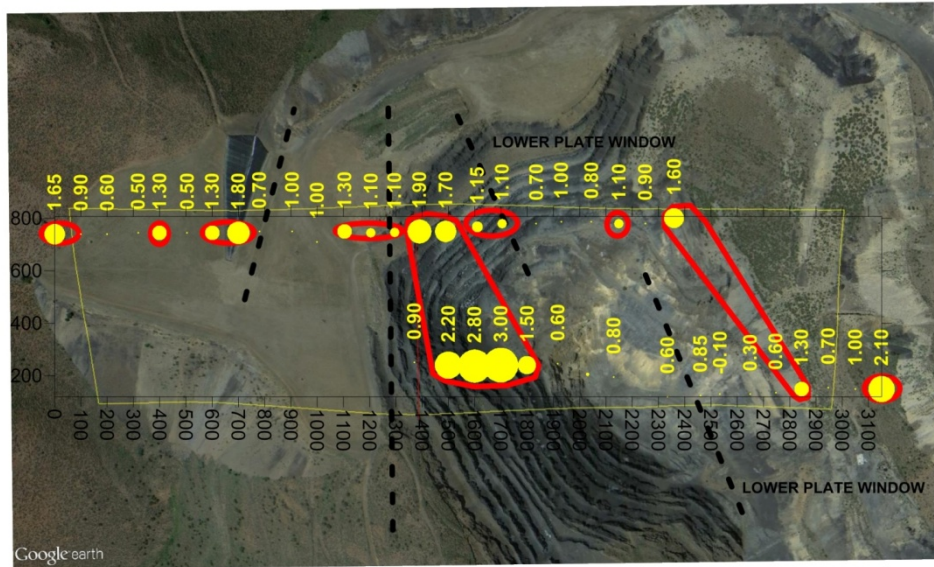 LOWER PLATE WINDOW
1.65 0.90 0.60 0.50 1.30 0.50 1.30 1.80 0.70 1.00 1.00 1.30 1.10 1.10 1.90 1.70 1.15 1.10 0.70 1.00 0.80 1.10 0.90 1.60
800
600
400
200
0.90 2.20 2.80 3.00 1.50 0.60 0.80 0.60 0.85 -0.10 0.30 0.60 1.30 0.70 1.00 2.10
0 100 200 300 400 500 600 700 800 900 1000 1100 1200 1300 1400 1500 1600 1700 1800 1900 2000 2100 2200 2300 2400 2500 2600 2700 2800 2900 3000 3100
LOWER PLATE WINDOW
Google earth